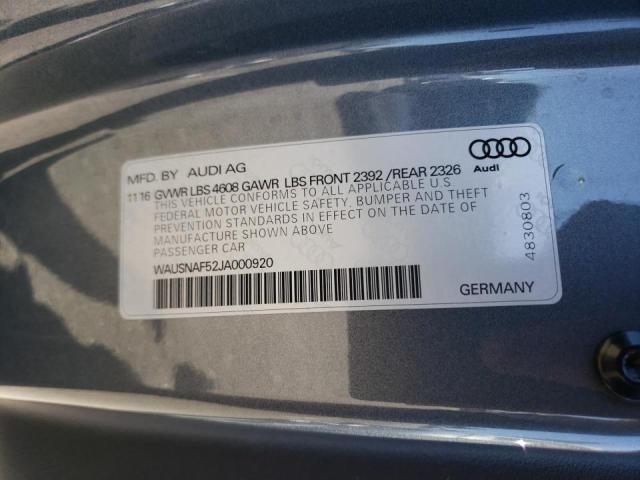 MFD. BY AUDI AG
11 16 GVWR LBS 4608 GAWR LBS FRONT 2392 /REAR 2326
THIS VEHICLE CONFORMS TO ALL APPLICABLE U.S
FEDERAL MOTOR VEHICLE SAFETY, BUMPER AND THEFT
PREVENTION STANDARDS IN EFFECT ON THE DATE OF
MANUFACTURE SHOWN ABOVE
PASSENGER CAR
WAUSNAF52JA000920
Audi
4830803
GERMANY